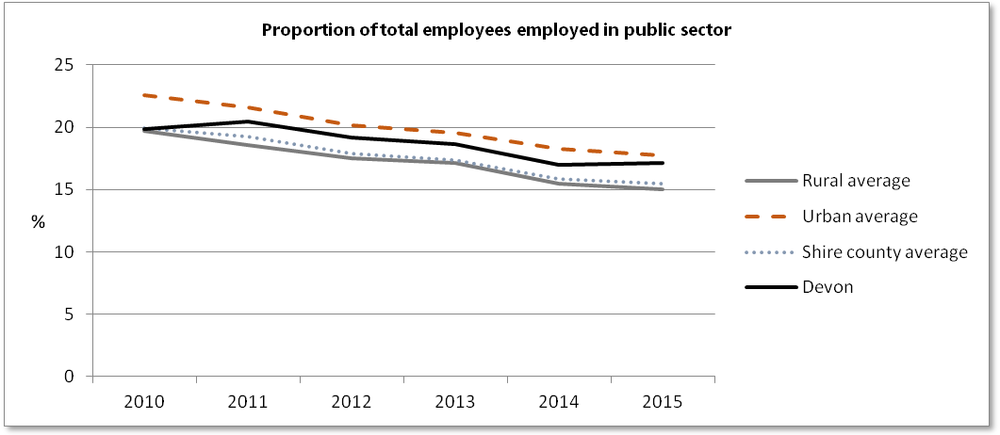 Proportion of total employees employed in public sector
25
20
15
%
10
5
0
2010 2011 2012 2013 2014 2015
Rural average
Urban average
Shire county average
Devon